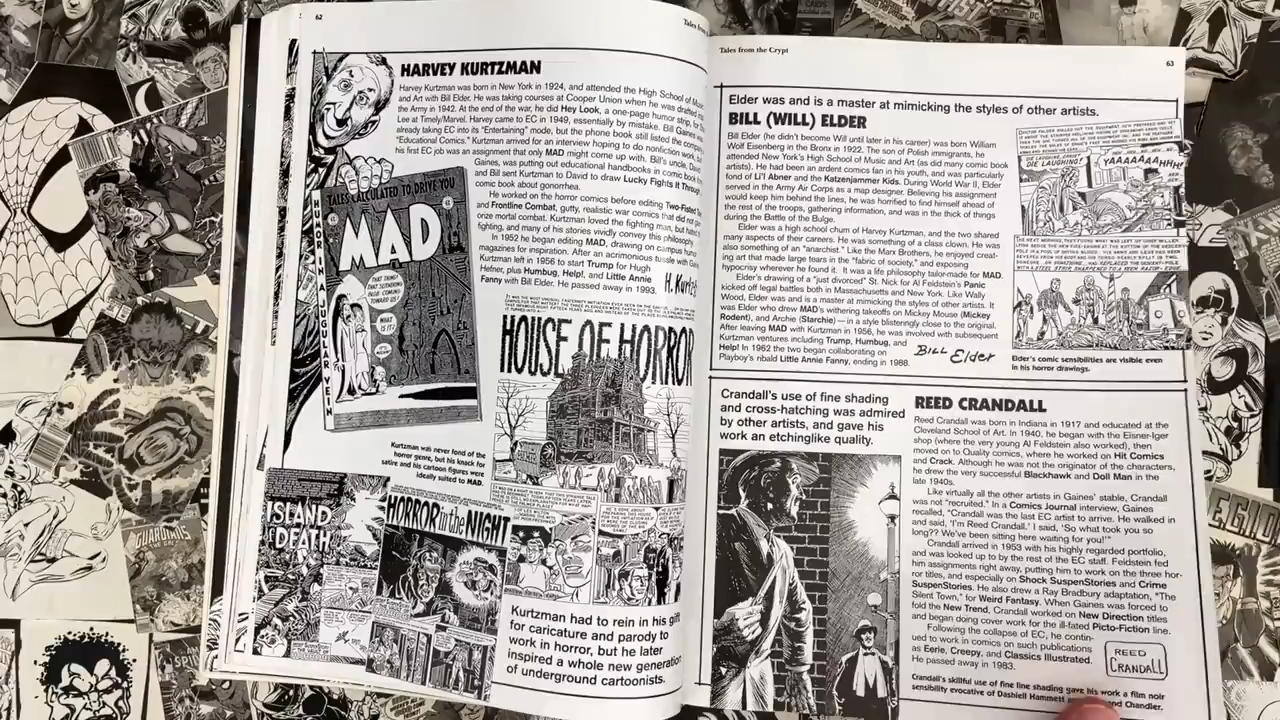 62
HARVEY KURTZMAN
Harvey Kurtzman was born in New York in 1924, and attended the High School of Music
and Art with Bill Elder. He was taking courses at Cooper Union when he was drafted into
the Army in 1942. At the end of the war, he did Hey Look, a one-page humor strip, for
Lee at Timely/Marvel. Harvey came to EC in 1949, essentially by mistake. Bill Gaines was
already taking EC into its "Entertaining" mode, but the phone book still listed the company
"Educational Comics." Kurtzman arrived for an interview hoping to do nonfiction work, but
his first EC job was an assignment that only MAD might come up with. Bill's uncle, David
Gaines, was putting out educational handbooks in comic book form,
and Bill sent Kurtzman to David to draw Lucky Fights It Through,
comic book about gonorrhea.
He worked on the horror comics before editing Two-Fisted
and Frontline Combat, gutty, realistic war comics that did not
onize mortal combat. Kurtzman loved the fighting man, but hated
fighting, and many of his stories vividly convey this philosophy.
In 1952 he began editing MAD, drawing on campus humor
magazines for inspiration. After an acrimonious tussle with Gaines
Kurtzman left in 1956 to start Trump for Hugh
Hefner, plus Humbug, Help!, and Little Annie
Fanny with Bill Elder. He passed away in 1993.
H. Kurtz
TALES CALCULATED TO DRIVE YOU
MAD
HUMOR IN A JUGULAR VEIN
THAT THING!
THAT SLITHERING
BLOB COMING
TOWARD US!
WHAT
IS IT?
IT'S
MELVIN!
HOUSE OF HORROR
Kurtzman was never fond of the
horror genre, but his knack for
satire and his cartoon figures were
ideally suited to MAD.
ISLAND
OF
DEATH
HORROR in the NIGHT
Kurtzman had to rein in his gift
for caricature and parody to
work in horror, but he later
inspired a whole new generation
of underground cartoonists.
Tales from the Crypt
63
Elder was and is a master at mimicking the styles of other artists.
BILL (WILL) ELDER
Bill Elder (he didn't become Will until later in his career) was born William
Wolf Eisenberg in the Bronx in 1922. The son of Polish immigrants, he
attended New York's High School of Music and Art (as did many comic book
artists). He had been an ardent comics fan in his youth, and was particularly
fond of Li'l Abner and the Katzenjammer Kids. During World War II, Elder
served in the Army Air Corps as a map designer. Believing his assignment
would keep him behind the lines, he was horrified to find himself ahead of
the rest of the troops, gathering information, and was in the thick of things
during the Battle of the Bulge.
Elder was a high school chum of Harvey Kurtzman, and the two shared
many aspects of their careers. He was something of a class clown. He was
also something of an "anarchist." Like the Marx Brothers, he enjoyed creat-
ing art that made large tears in the "fabric of society," and exposing
hypocrisy wherever he found it. It was a life philosophy tailor-made for MAD.
Elder's drawing of a "just divorced" St. Nick for Al Feldstein's Panic
kicked off legal battles both in Massachusetts and New York. Like Wally
Wood, Elder was and is a master at mimicking the styles of other artists. It
was Elder who drew MAD's withering takeoffs on Mickey Mouse (Mickey
Rodent), and Archie (Starchie) — in a style blisteringly close to the original.
After leaving MAD with Kurtzman in 1956, he was involved with subsequent
Kurtzman ventures including Trump, Humbug, and
Help! In 1962 the two began collaborating on
Playboy's ribald Little Annie Fanny, ending in 1988.
BILL Elder
YAAAAAAAHHH!
Elder's comic sensibilities are visible even
in his horror drawings.
Crandall's use of fine shading
and cross-hatching was admired
by other artists, and gave his
work an etchinglike quality.
REED CRANDALL
Reed Crandall was born in Indiana in 1917 and educated at the
Cleveland School of Art. In 1940, he began with the Eisner-Iger
shop (where the very young Al Feldstein also worked), then
moved on to Quality comics, where he worked on Hit Comics
and Crack. Although he was not the originator of the characters,
he drew the very successful Blackhawk and Doll Man in the
late 1940s.
Like virtually all the other artists in Gaines' stable, Crandall
was not "recruited." In a Comics Journal interview, Gaines
recalled, "Crandall was the last EC artist to arrive. He walked in
and said, 'I'm Reed Crandall.' I said, 'So what took you so
long?? We've been sitting here waiting for you!'"
Crandall arrived in 1953 with his highly regarded portfolio,
and was looked up to by the rest of the EC staff. Feldstein fed
him assignments right away, putting him to work on the three hor-
ror titles, and especially on Shock SuspenStories and Crime
SuspenStories. He also drew a Ray Bradbury adaptation, "The
Silent Town," for Weird Fantasy. When Gaines was forced to
fold the New Trend, Crandall worked on New Direction titles
and began doing cover work for the ill-fated Picto-Fiction line.
Following the collapse of EC, he contin-
ued to work in comics on such publications
as Eerie, Creepy, and Classics Illustrated.
He passed away in 1983.
REED
CRANDALL
Crandall's skillful use of fine line shading gave his work a film noir
sensibility evocative of Dashiell Hammett and Chandler.